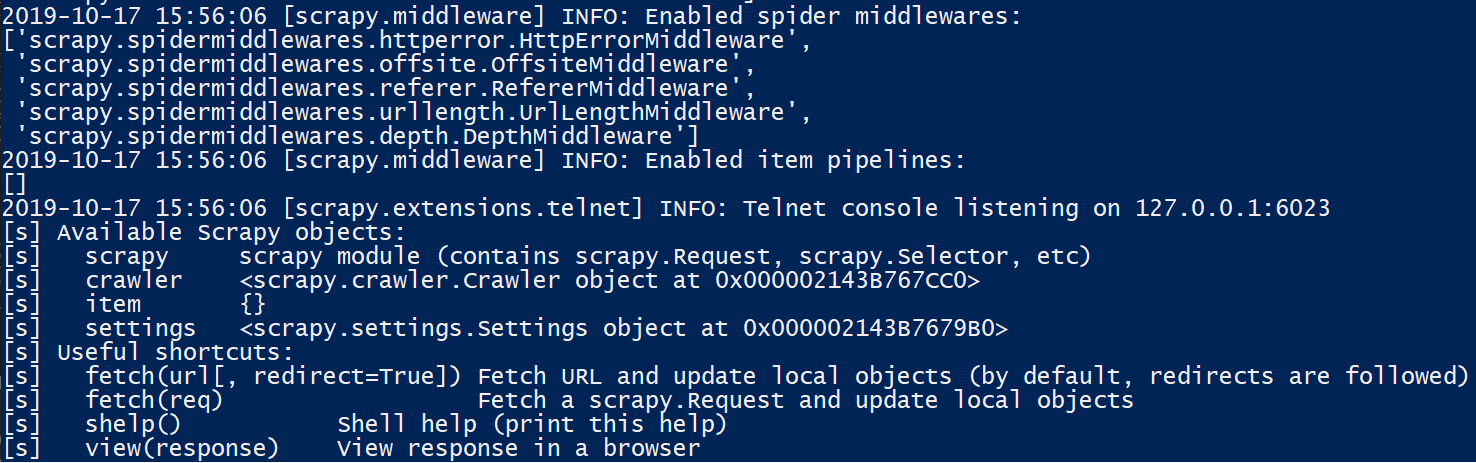 2019-10-17 15:56:06 [scrapy.middleware] INFO: Enabled spider middlewares:
['scrapy.spidermiddlewares.httperror.HttpErrorMiddleware',
 'scrapy.spidermiddlewares.offsite.OffsiteMiddleware',
 'scrapy.spidermiddlewares.referer.RefererMiddleware',
 'scrapy.spidermiddlewares.urllength.UrlLengthMiddleware',
 'scrapy.spidermiddlewares.depth.DepthMiddleware']
2019-10-17 15:56:06 [scrapy.middleware] INFO: Enabled item pipelines:
[]
2019-10-17 15:56:06 [scrapy.extensions.telnet] INFO: Telnet console listening on 127.0.0.1:6023
[s] Available Scrapy objects:
[s]   scrapy     scrapy module (contains scrapy.Request, scrapy.Selector, etc)
[s]   crawler    <scrapy.crawler.Crawler object at 0x000002143B767CC0>
[s]   item       {}
[s]   settings   <scrapy.settings.Settings object at 0x000002143B7679B0>
[s] Useful shortcuts:
[s]   fetch(url[, redirect=True]) Fetch URL and update local objects (by default, redirects are followed)
[s]   fetch(req)                  Fetch a scrapy.Request and update local objects
[s]   shelp()           Shell help (print this help)
[s]   view(response)    View response in a browser